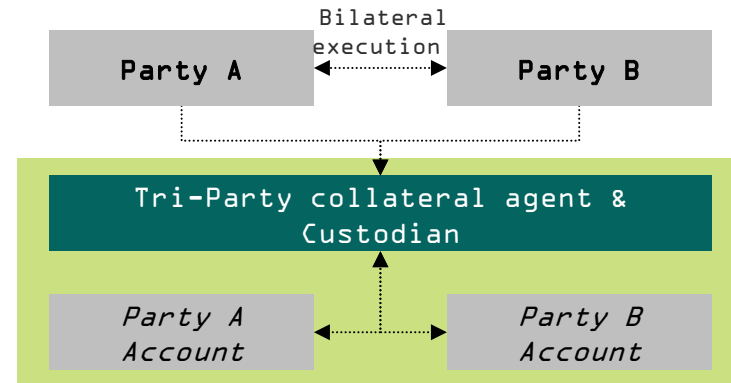 Bilateral
execution
Party A
Party B
Tri-Party collateral agent &
Custodian
Party A
Account
Party B
Account